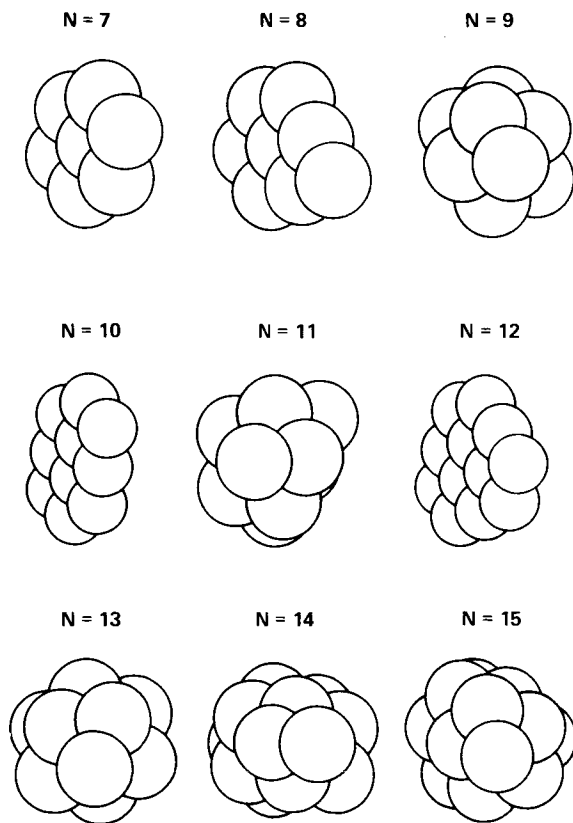 N = 7
N = 8
N = 9
N = 10
N = 11
N = 12
N = 13
N = 14
N = 15